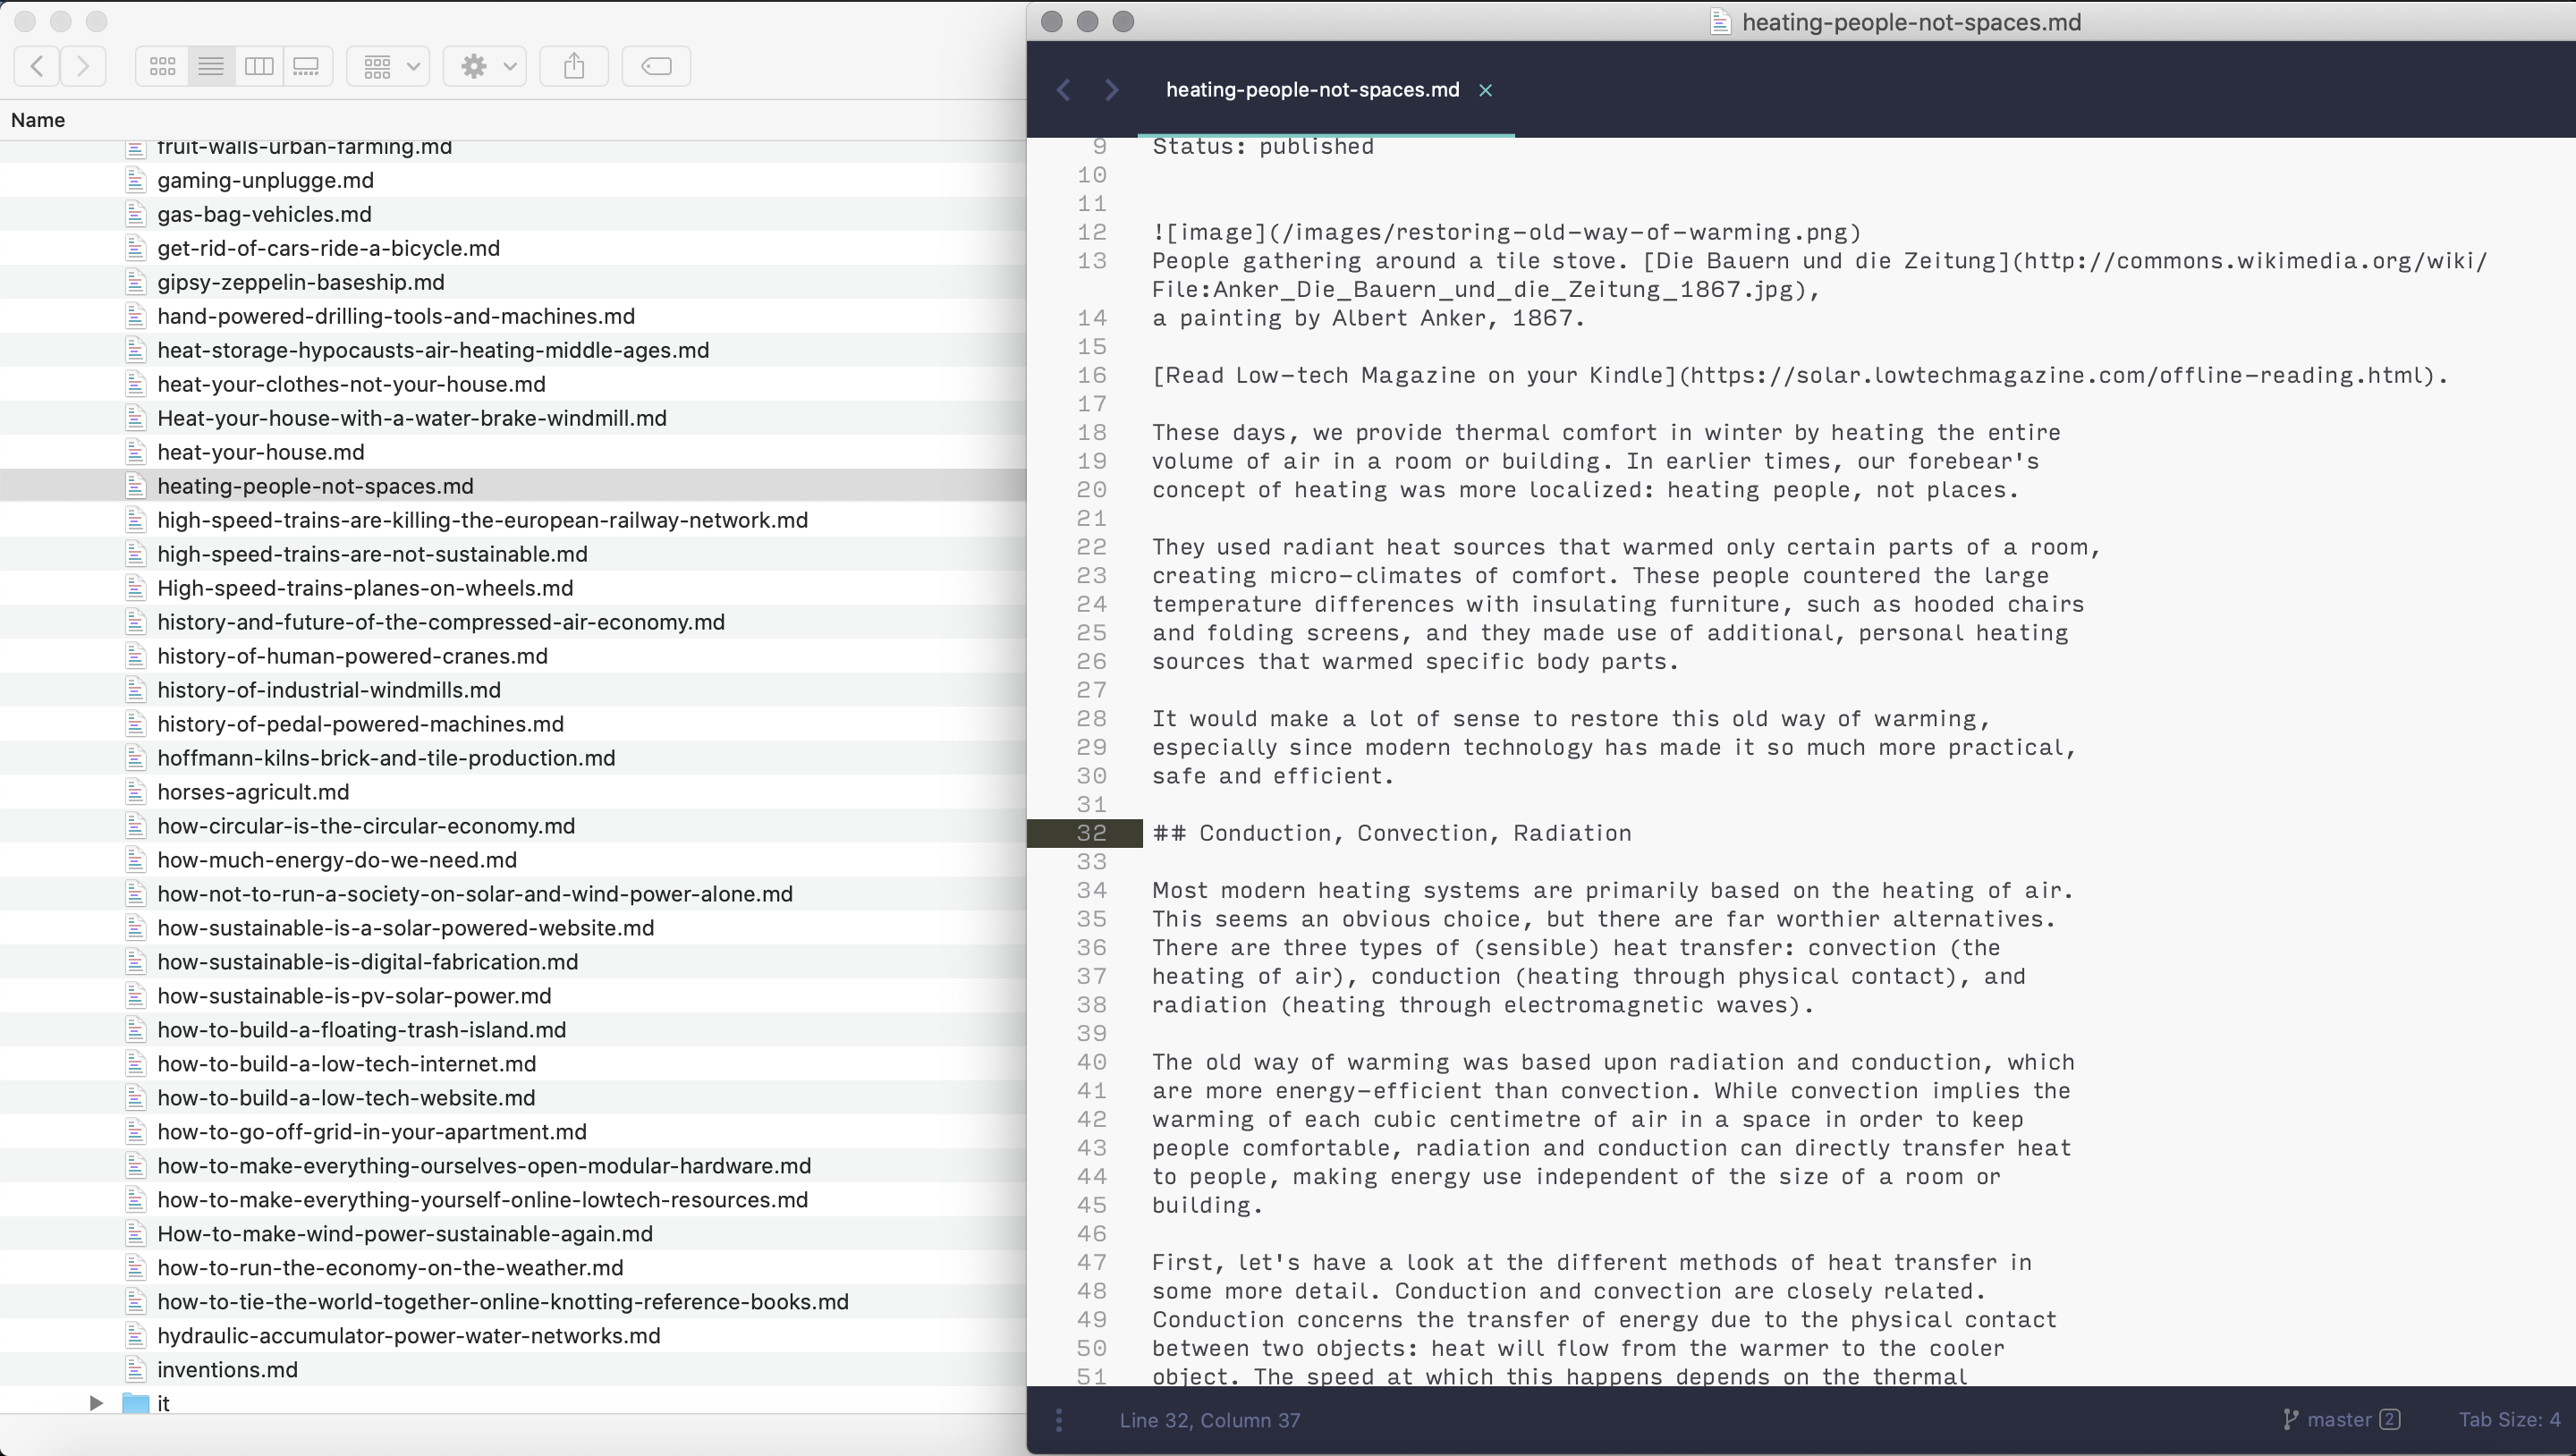 Name
fruit-walls-urban-farming.md
gaming-unplugge.md
gas-bag-vehicles.md
get-rid-of-cars-ride-a-bicycle.md
gipsy-zeppelin-baseship.md
hand-powered-drilling-tools-and-machines.md
heat-storage-hypocausts-air-heating-middle-ages.md
heat-your-clothes-not-your-house.md
Heat-your-house-with-a-water-brake-windmill.md
heat-your-house.md
heating-people-not-spaces.md
high-speed-trains-are-killing-the-european-railway-network.md
high-speed-trains-are-not-sustainable.md
High-speed-trains-planes-on-wheels.md
history-and-future-of-the-compressed-air-economy.md
history-of-human-powered-cranes.md
history-of-industrial-windmills.md
history-of-pedal-powered-machines.md
hoffmann-kilns-brick-and-tile-production.md
horses-agricult.md
how-circular-is-the-circular-economy.md
how-much-energy-do-we-need.md
how-not-to-run-a-society-on-solar-and-wind-power-alone.md
how-sustainable-is-a-solar-powered-website.md
how-sustainable-is-digital-fabrication.md
how-sustainable-is-pv-solar-power.md
how-to-build-a-floating-trash-island.md
how-to-build-a-low-tech-internet.md
how-to-build-a-low-tech-website.md
how-to-go-off-grid-in-your-apartment.md
how-to-make-everything-ourselves-open-modular-hardware.md
how-to-make-everything-yourself-online-lowtech-resources.md
How-to-make-wind-power-sustainable-again.md
how-to-run-the-economy-on-the-weather.md
how-to-tie-the-world-together-online-knotting-reference-books.md
hydraulic-accumulator-power-water-networks.md
inventions.md
it
heating-people-not-spaces.md
heating-people-not-spaces.md ×
9 Status: published
10
11
12 ![image](/images/restoring-old-way-of-warming.png)
13 People gathering around a tile stove. [Die Bauern und die Zeitung](http://commons.wikimedia.org/wiki/
File:Anker_Die_Bauern_und_die_Zeitung_1867.jpg),
14 a painting by Albert Anker, 1867.
15
16 [Read Low-tech Magazine on your Kindle](https://solar.lowtechmagazine.com/offline-reading.html).
17
18 These days, we provide thermal comfort in winter by heating the entire
19 volume of air in a room or building. In earlier times, our forebear's
20 concept of heating was more localized: heating people, not places.
21
22 They used radiant heat sources that warmed only certain parts of a room,
23 creating micro-climates of comfort. These people countered the large
24 temperature differences with insulating furniture, such as hooded chairs
25 and folding screens, and they made use of additional, personal heating
26 sources that warmed specific body parts.
27
28 It would make a lot of sense to restore this old way of warming,
29 especially since modern technology has made it so much more practical,
30 safe and efficient.
31
32 ## Conduction, Convection, Radiation
33
34 Most modern heating systems are primarily based on the heating of air.
35 This seems an obvious choice, but there are far worthier alternatives.
36 There are three types of (sensible) heat transfer: convection (the
37 heating of air), conduction (heating through physical contact), and
38 radiation (heating through electromagnetic waves).
39
40 The old way of warming was based upon radiation and conduction, which
41 are more energy-efficient than convection. While convection implies the
42 warming of each cubic centimetre of air in a space in order to keep
43 people comfortable, radiation and conduction can directly transfer heat
44 to people, making energy use independent of the size of a room or
45 building.
46
47 First, let's have a look at the different methods of heat transfer in
48 some more detail. Conduction and convection are closely related.
49 Conduction concerns the transfer of energy due to the physical contact
50 between two objects: heat will flow from the warmer to the cooler
51 object. The speed at which this happens depends on the thermal
Line 32, Column 37
master 2
Tab Size: 4